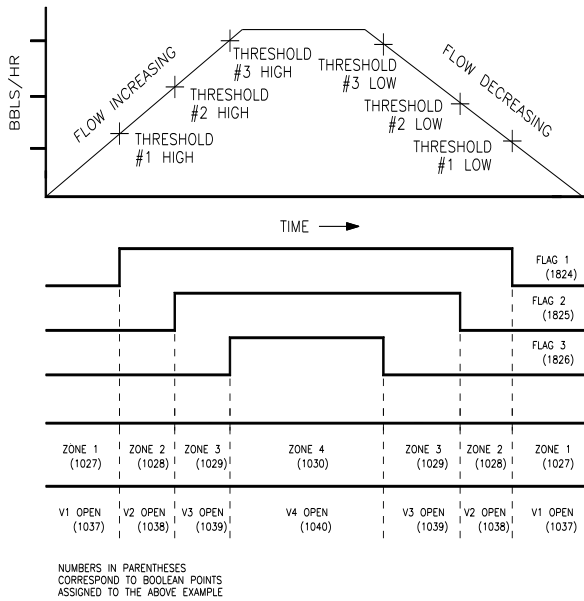 BBLS/HR
FLOW INCREASING
THRESHOLD
#3 HIGH
THRESHOLD
#2 HIGH
THRESHOLD
#1 HIGH
THRESHOLD
#3 LOW
THRESHOLD
#2 LOW
THRESHOLD
#1 LOW
FLOW DECREASING
TIME
FLAG 1
(1824)
FLAG 2
(1825)
FLAG 3
(1826)
ZONE 1
(1027)
ZONE 2
(1028)
ZONE 3
(1029)
ZONE 4
(1030)
ZONE 3
(1029)
ZONE 2
(1028)
ZONE 1
(1027)
V1 OPEN
(1037)
V2 OPEN
(1038)
V3 OPEN
(1039)
V4 OPEN
(1040)
V3 OPEN
(1039)
V2 OPEN
(1038)
V1 OPEN
(1037)
NUMBERS IN PARENTHESES
CORRESPOND TO BOOLEAN POINTS
ASSIGNED TO THE ABOVE EXAMPLE